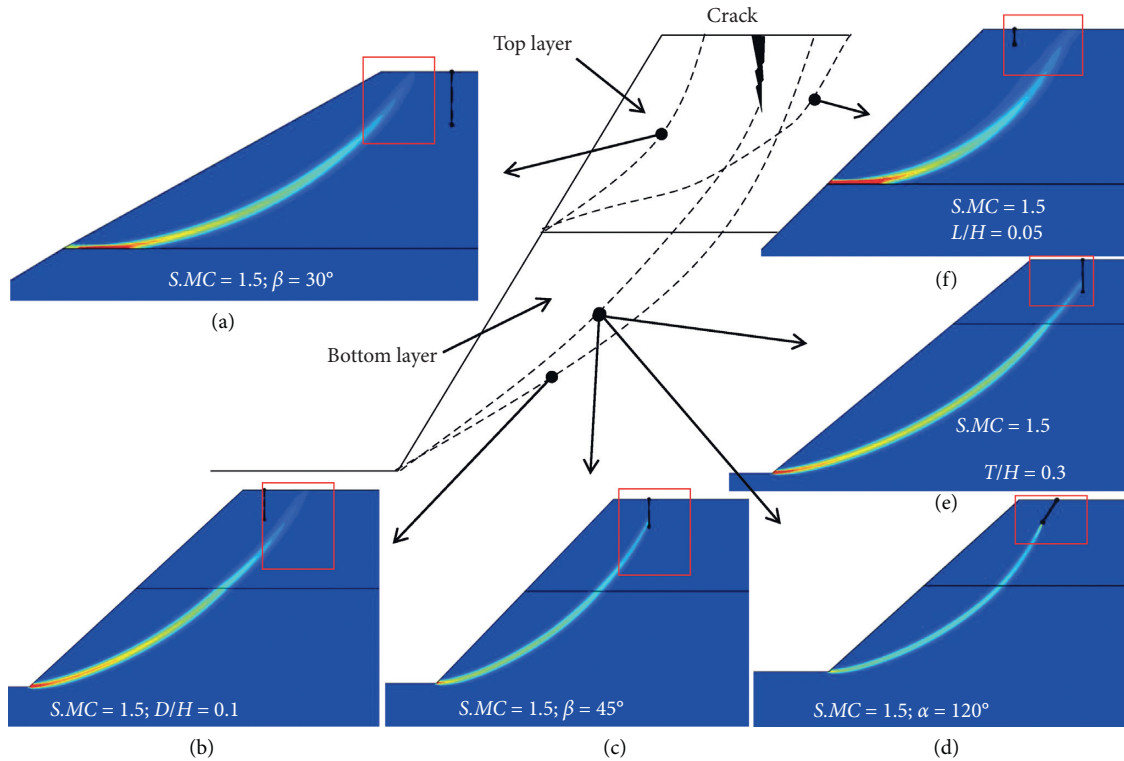 Crack
Top layer
S.MC = 1.5; β = 30°
(a)
S.MC = 1.5
L/H = 0.05
(f)
Bottom layer
S.MC = 1.5
T/H = 0.3
(e)
S.MC = 1.5; D/H = 0.1
(b)
S.MC = 1.5; β = 45°
(c)
S.MC = 1.5; α = 120°
(d)